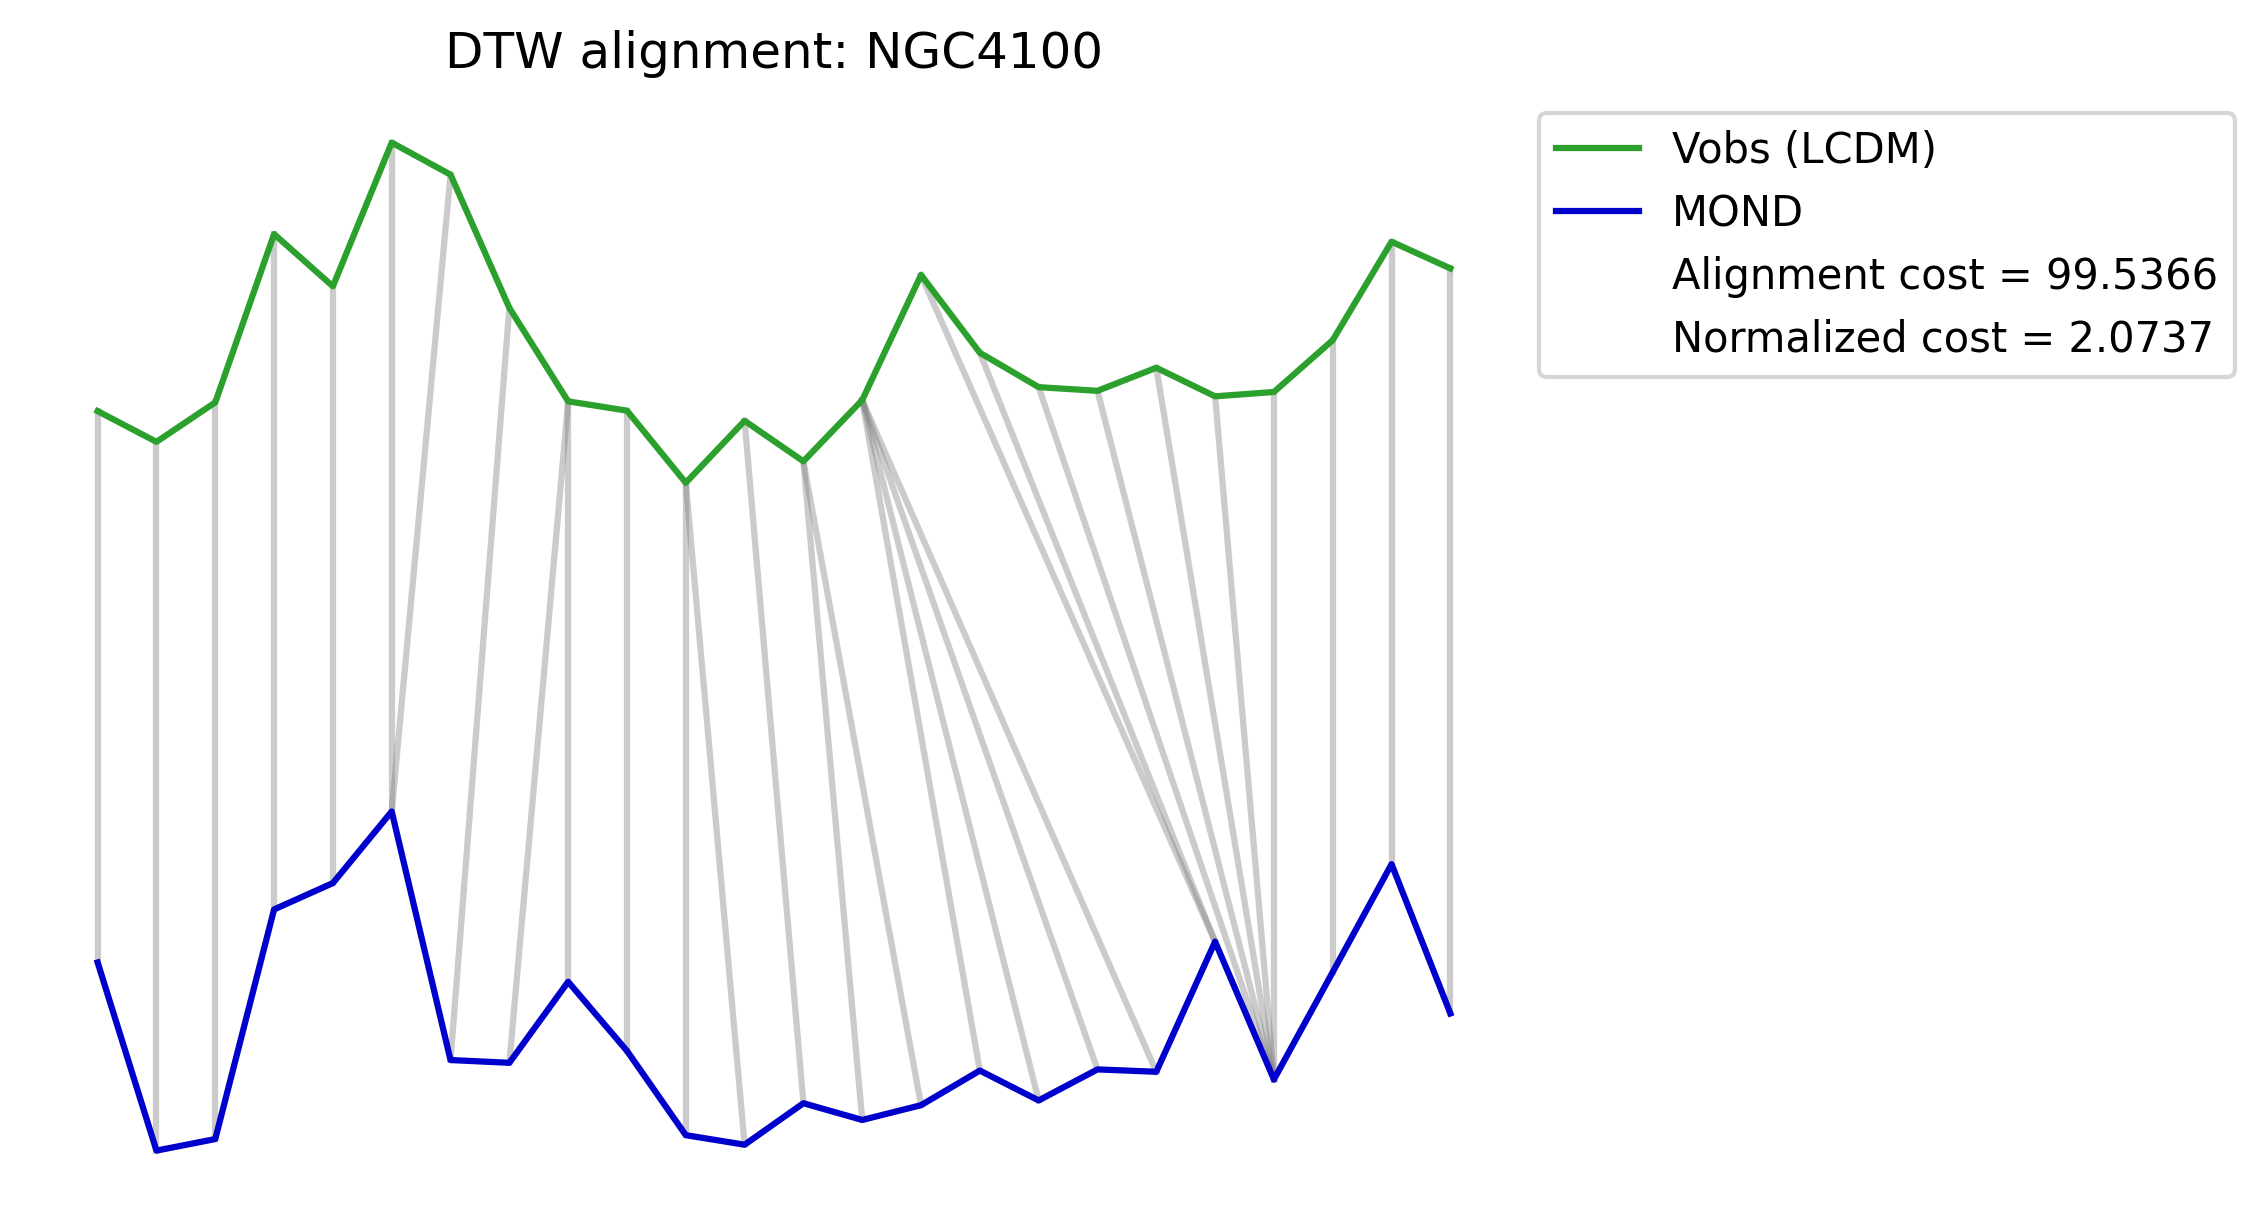 DTW alignment: NGC4100
Vobs (LCDM)
MOND
Alignment cost = 99.5366
Normalized cost = 2.0737